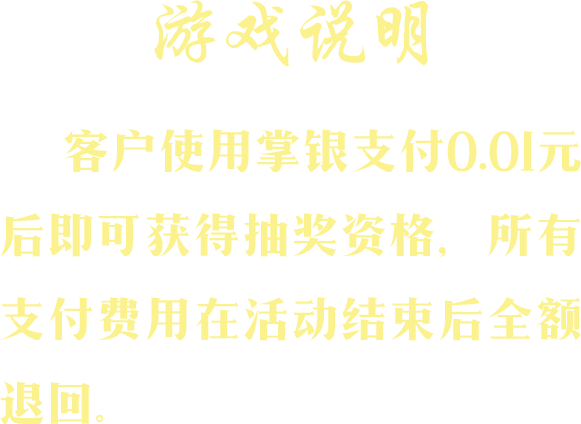 游戏说明
客户使用掌银支付0.01元
后即可获得抽奖资格，所有
支付费用在活动结束后全额
退回。